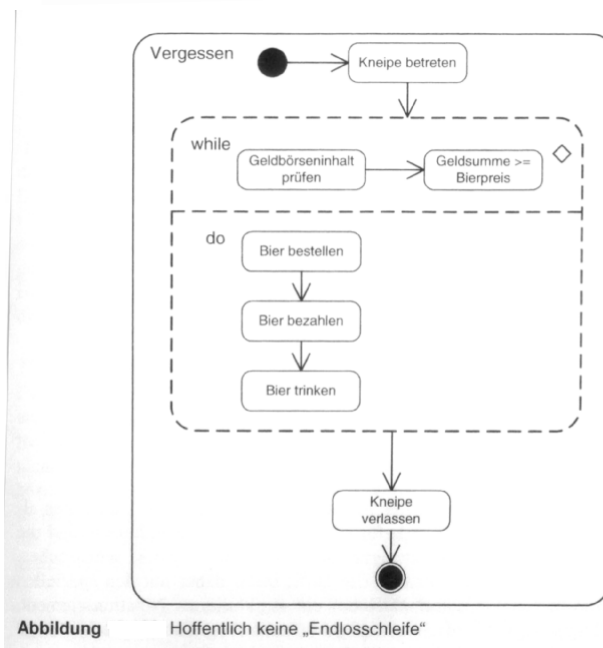 Vergessen
Kneipe betreten
while
Geldbörseninhalt
prüfen
Geldsumme >=
Bierpreis
do
Bier bestellen
Bier bezahlen
Bier trinken
Kneipe
verlassen
Abbildung Hoffentlich keine „Endlosschleife“